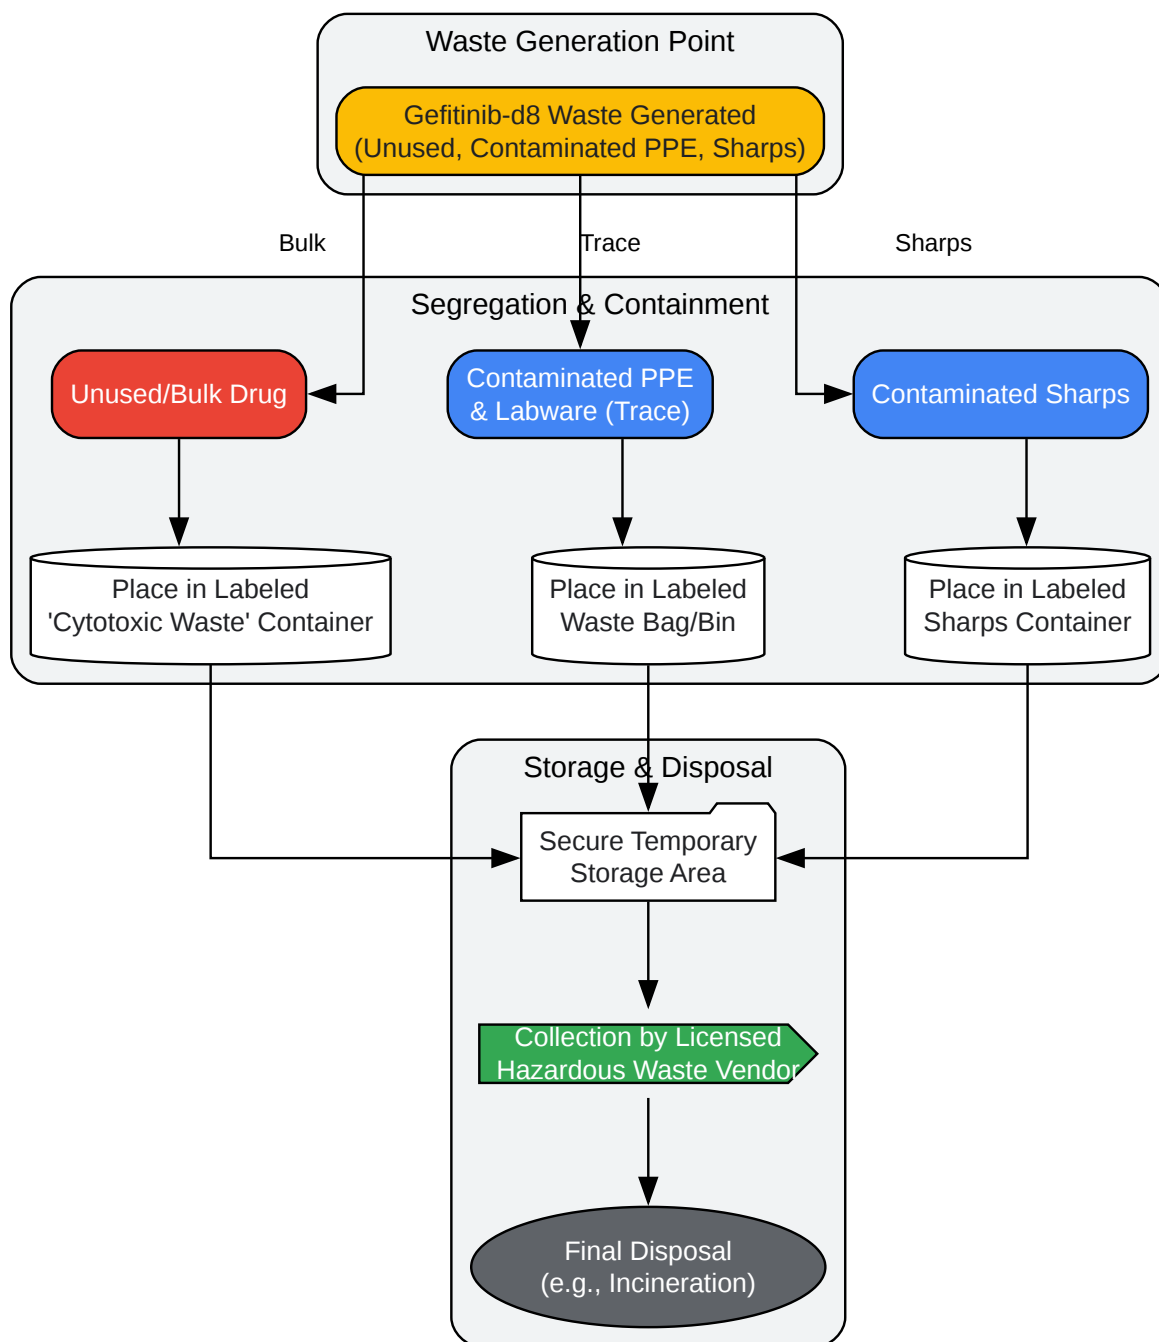 Waste Generation Point
Gefitinib-d8 Waste Generated
(Unused, Contaminated PPE, Sharps)
Bulk
Trace
Sharps
Segregation & Containment
Unused/Bulk Drug
Contaminated PPE
& Labware (Trace)
Contaminated Sharps
Place in Labeled
'Cytotoxic Waste' Container
Place in Labeled
Waste Bag/Bin
Place in Labeled
Sharps Container
Storage & Disposal
Secure Temporary
Storage Area
Collection by Licensed
Hazardous Waste Vendor
Final Disposal
(e.g., Incineration)